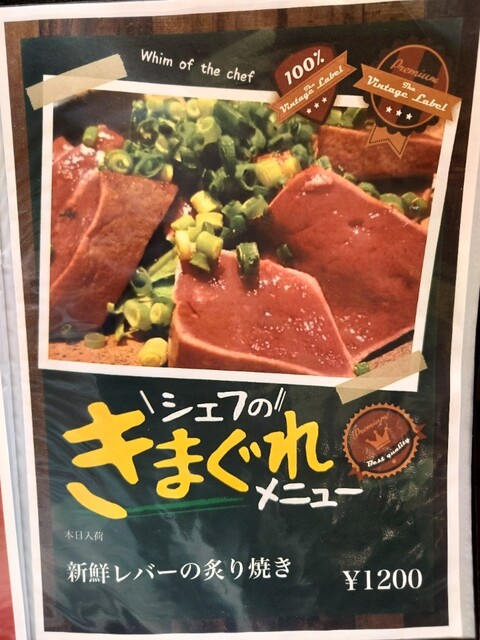 Whim of the chef
100%
The
Vintage Label
Premium
The
Vintage Label
シェフの
きまぐれ
メニュー
Premium
Best quality
本日入荷
新鮮レバーの炙り焼き
¥1200